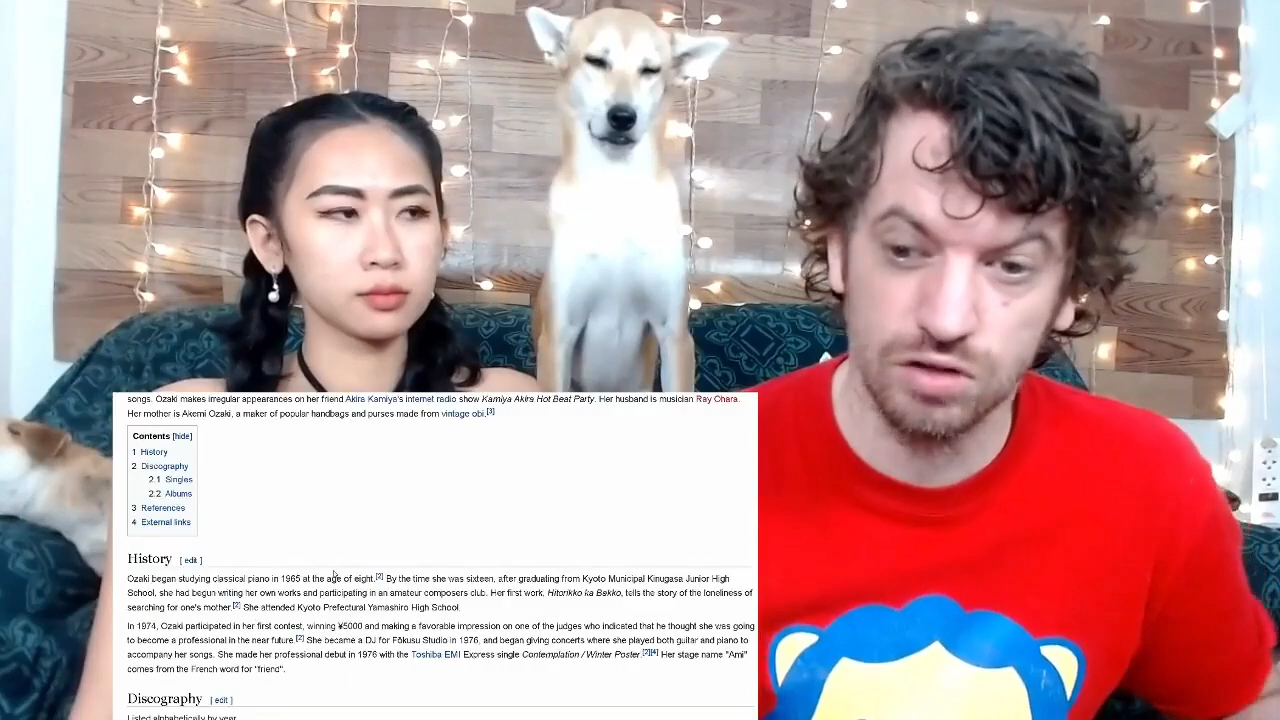 songs. Ozaki makes irregular appearances on her friend Akira Kamiya's internet radio show Kamiya Akira Hot Beat Party. Her husband is musician Ray Ohara.
Her mother is Akemi Ozaki, a maker of popular handbags and purses made from vintage obi.[3]
Contents [hide]
1 History
2 Discography
2.1 Singles
2.2 Albums
3 References
4 External links
History [ edit ]
Ozaki began studying classical piano in 1965 at the age of eight.[2] By the time she was sixteen, after graduating from Kyoto Municipal Kinugasa Junior High
School, she had begun writing her own works and participating in an amateur composers club. Her first work, Hitorikko ka Bakko, tells the story of the loneliness of
searching for one's mother.[2] She attended Kyoto Prefectural Yamashiro High School.
In 1974, Ozaki participated in her first contest, winning ¥5000 and making a favorable impression on one of the judges who indicated that he thought she was going
to become a professional in the near future.[2] She became a DJ for Fōkusu Studio in 1976, and began giving concerts where she played both guitar and piano to
accompany her songs. She made her professional debut in 1976 with the Toshiba EMI Express single Contemplation / Winter Poster.[2][4] Her stage name "Ami"
comes from the French word for "friend".
Discography [ edit ]
Listed alphabetically by year